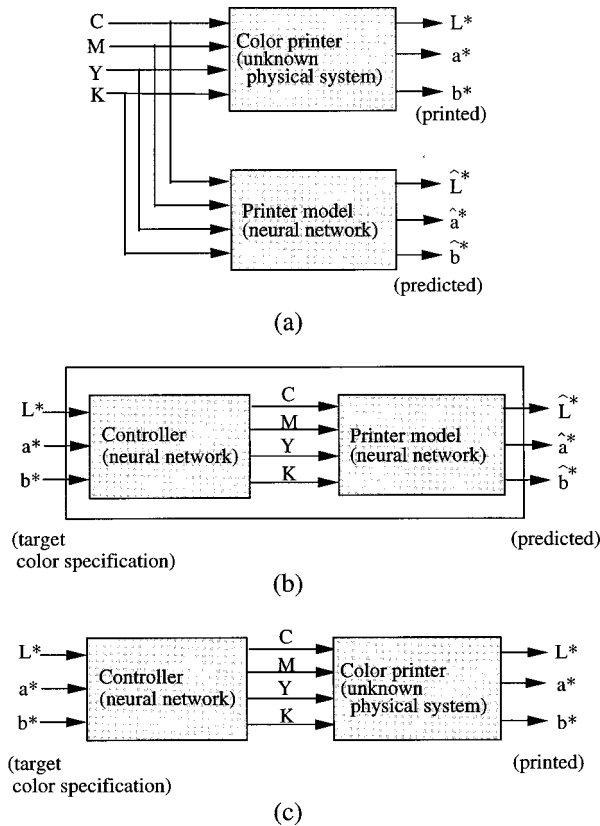 C
M
Y
K
Color printer
(unknown
physical system)
L*
a*
b*
(printed)
Printer model
(neural network)
L̂*
â*
b̂*
(predicted)
(a)
L*
a*
b*
Controller
(neural network)
C
M
Y
K
Printer model
(neural network)
L̂*
â*
b̂*
(target
color specification)
(predicted)
(b)
L*
a*
b*
Controller
(neural network)
C
M
Y
K
Color printer
(unknown
physical system)
L*
a*
b*
(target
color specification)
(printed)
(c)